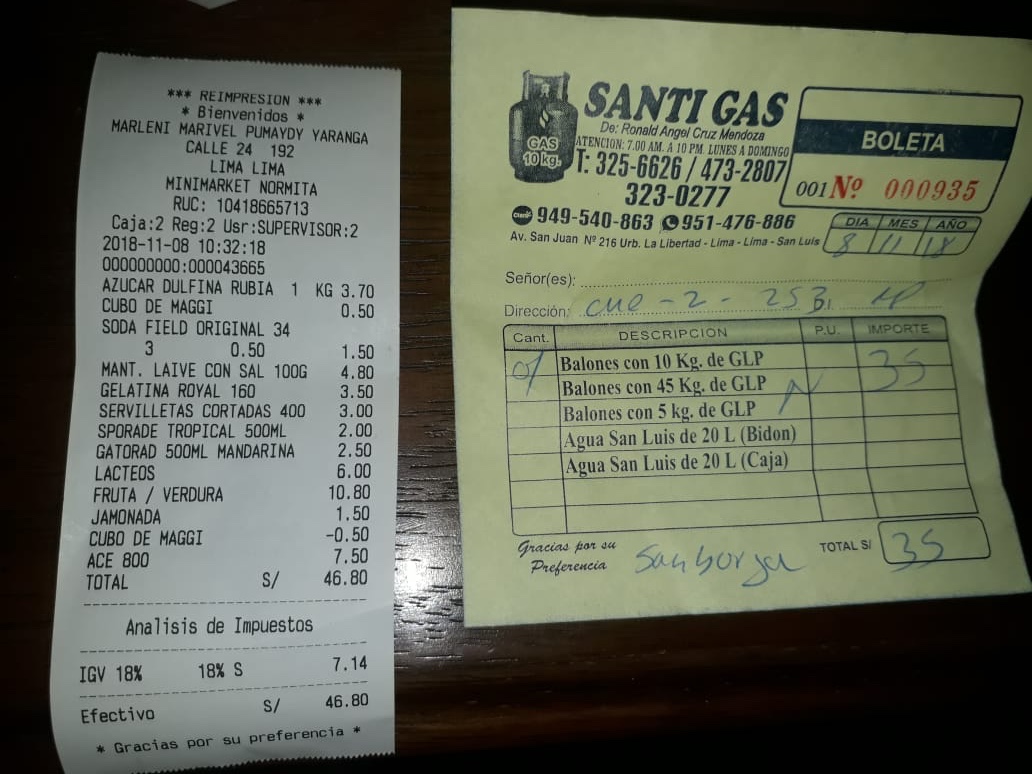 *** REIMPRESION ***
* Bienvenidos *
MARLENI MARIVEL PUMAYDY YARANGA
CALLE 24 192
LIMA LIMA
MINIMARKET NORMITA
RUC: 10418665713
Caja:2 Reg:2 Usr:SUPERVISOR:2
2018-11-08 10:32:18
000000000:000043665
AZUCAR DULFINA RUBIA 1 KG 3.70
CUBO DE MAGGI 0.50
SODA FIELD ORIGINAL 34
3 0.50 1.50
MANT. LAIVE CON SAL 100G 4.80
GELATINA ROYAL 160 3.50
SERVILLETAS CORTADAS 400 3.00
SPORADE TROPICAL 500ML 2.00
GATORAD 500ML MANDARINA 2.50
LACTEOS 6.00
FRUTA / VERDURA 10.80
JAMONADA 1.50
CUBO DE MAGGI -0.50
ACE 800 7.50
TOTAL S/ 46.80
Analisis de Impuestos
IGV 18% 18% S 7.14
Efectivo S/ 46.80
* Gracias por su preferencia *
GAS
10 kg.
SANTI GAS
De: Ronald Angel Cruz Mendoza
ATENCION: 7.00 AM. A 10 PM. LUNES A DOMINGO
T: 325-6626 / 473-2807
323-0277
Claro 949-540-863 951-476-886
Av. San Juan Nº 216 Urb. La Libertad - Lima - Lima - San Luis
BOLETA
001 Nº 000935
DIA MES AÑO
8 11 18
Señor(es):
Dirección: - 2 - 253
Cant. DESCRIPCION P.U. IMPORTE
01 Balones con 10 Kg. de GLP 35
Balones con 45 Kg. de GLP
Balones con 5 kg. de GLP
Agua San Luis de 20 L (Bidon)
Agua San Luis de 20 L (Caja)
Gracias por su
Preferencia
San borja
TOTAL S/ 35